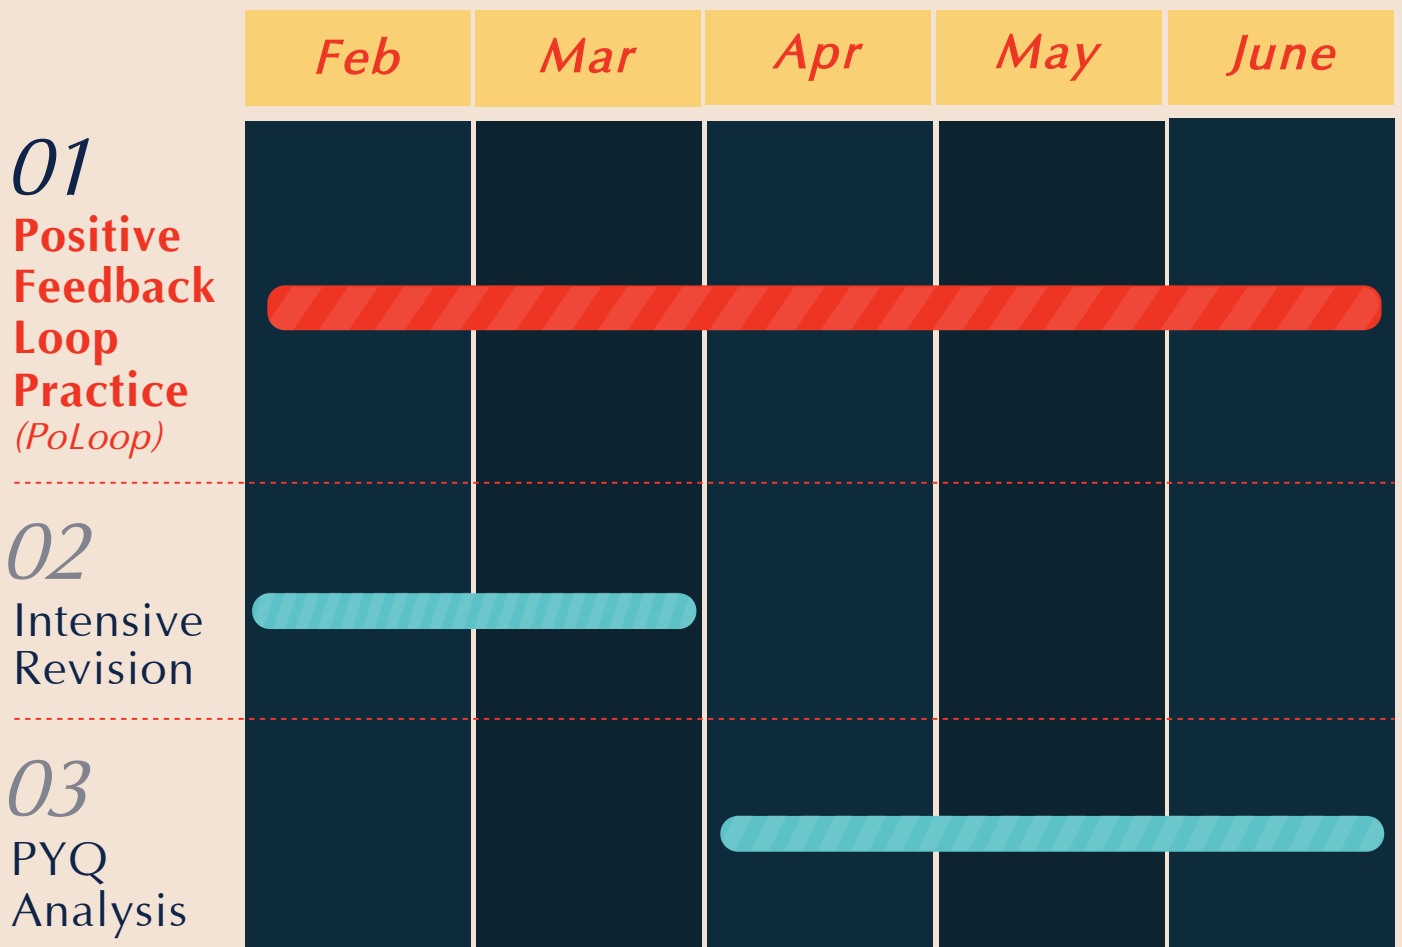 Feb Mar Apr May June
01
Positive
Feedback
Loop
Practice
(PoLoop)
02
Intensive
Revision
03
PYQ
Analysis